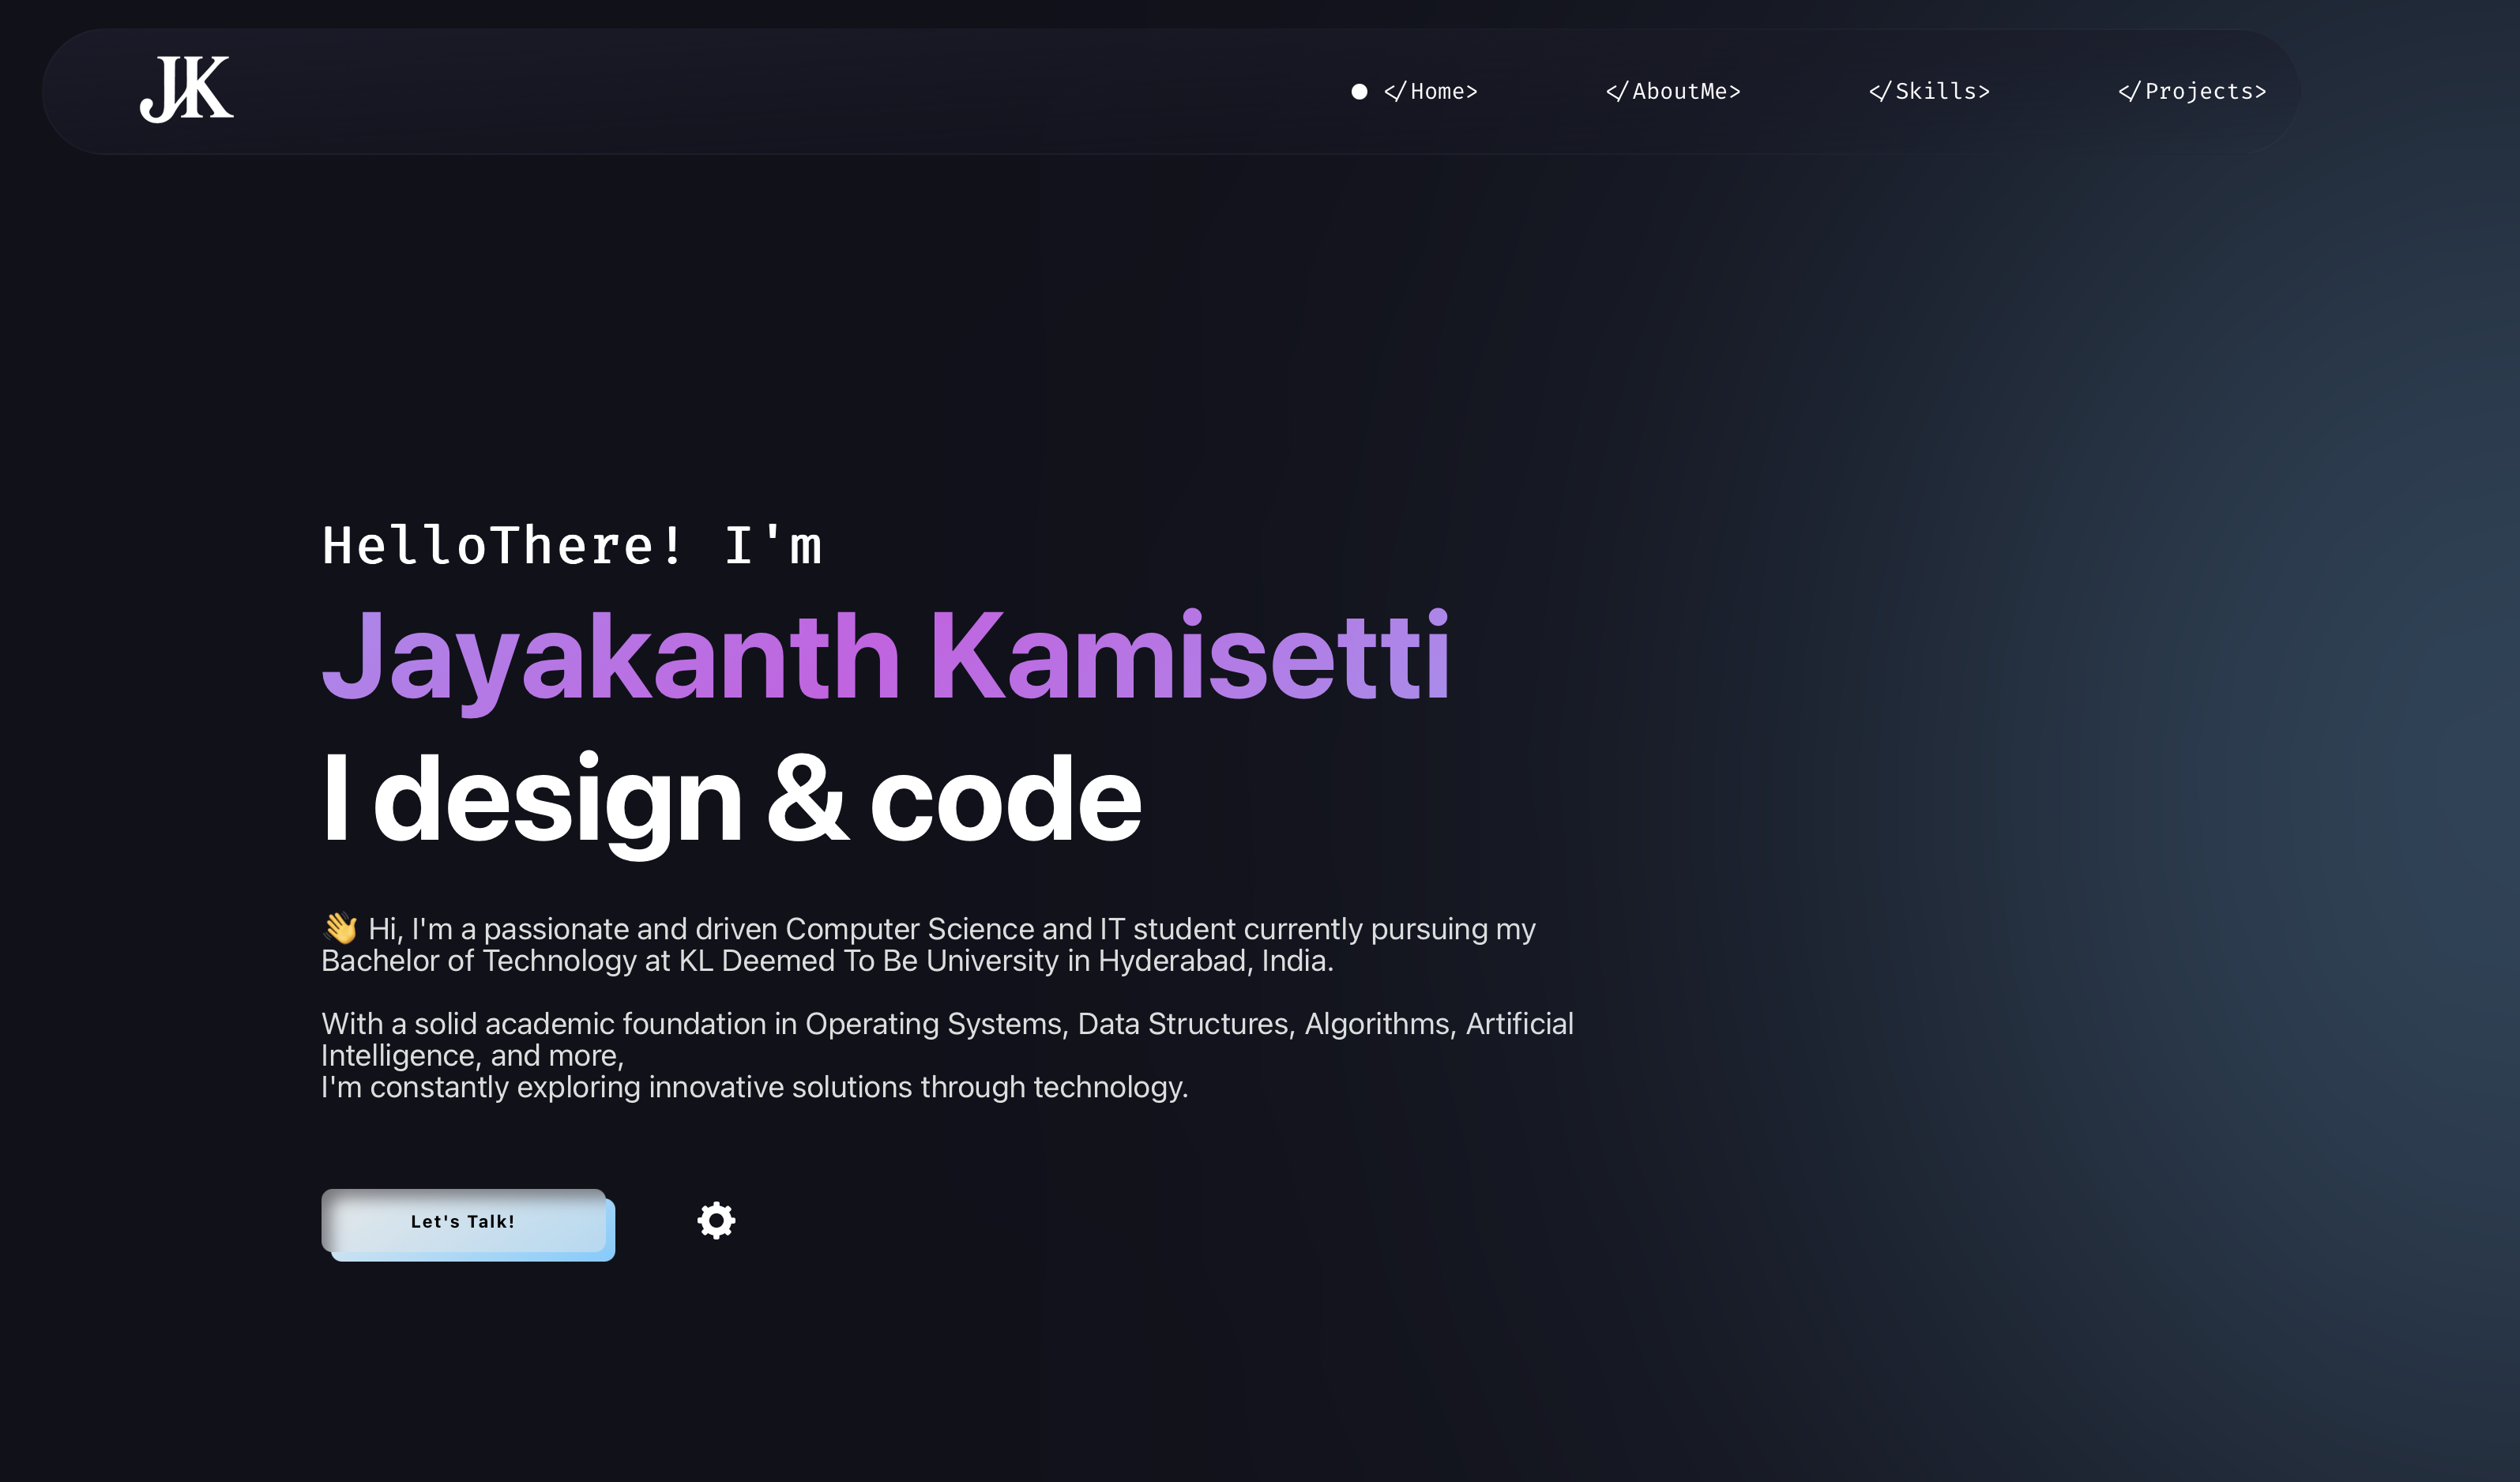 JK
</Home>
</AboutMe>
</Skills>
</Projects>
HelloThere! I'm
Jayakanth Kamisetti
I design & code
👋 Hi, I'm a passionate and driven Computer Science and IT student currently pursuing my
Bachelor of Technology at KL Deemed To Be University in Hyderabad, India.
With a solid academic foundation in Operating Systems, Data Structures, Algorithms, Artificial
Intelligence, and more,
I'm constantly exploring innovative solutions through technology.
Let's Talk!